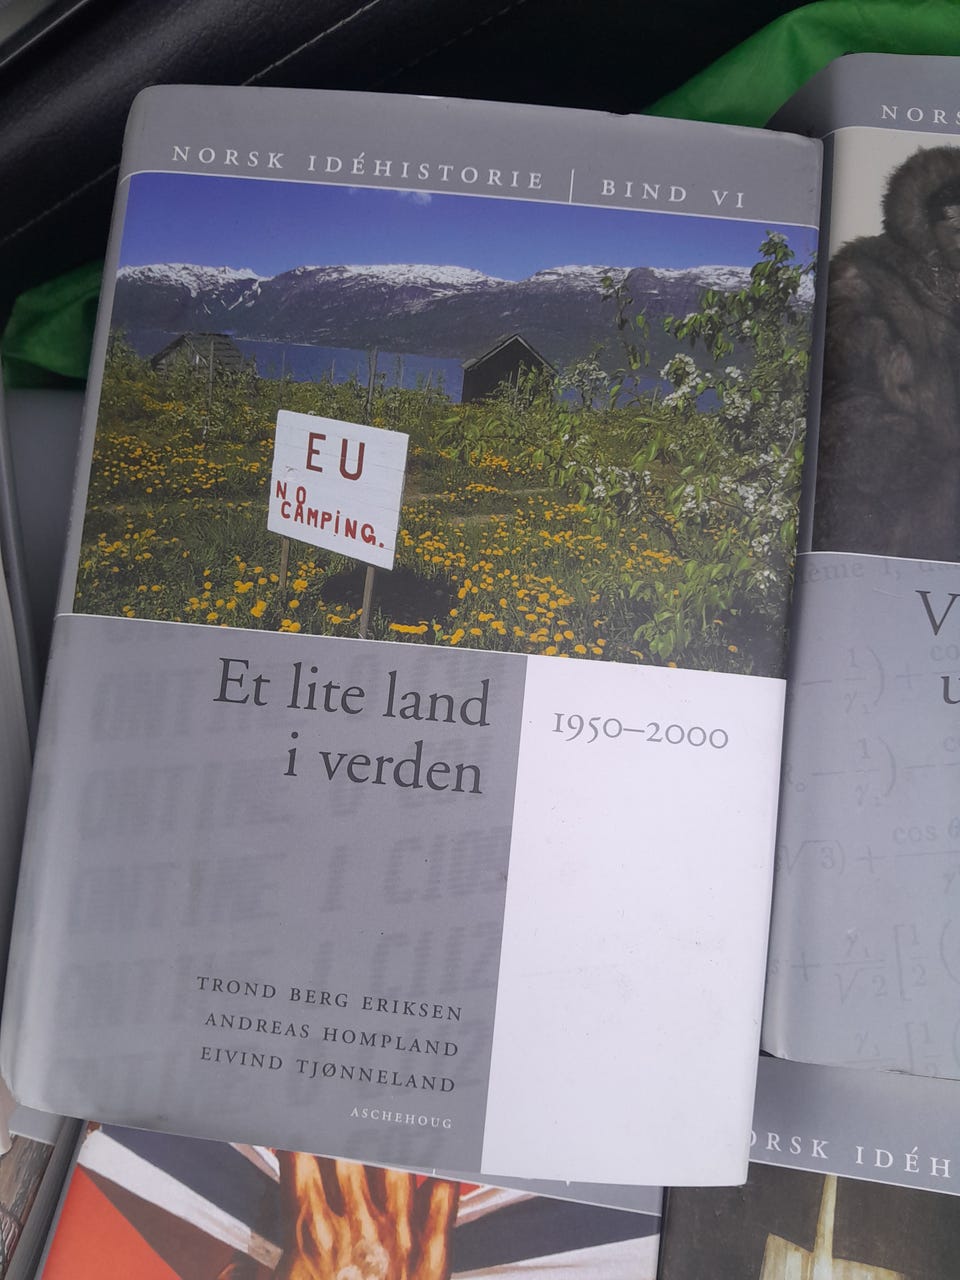 NORSK IDÉHISTORIE | BIND VI
EU
NO
CAMPING.
Et lite land
i verden
1950–2000
TROND BERG ERIKSEN
ANDREAS HOMPLAND
EIVIND TJØNNELAND
ASCHEHOUG
NORS
V
u
ORSK IDÉH